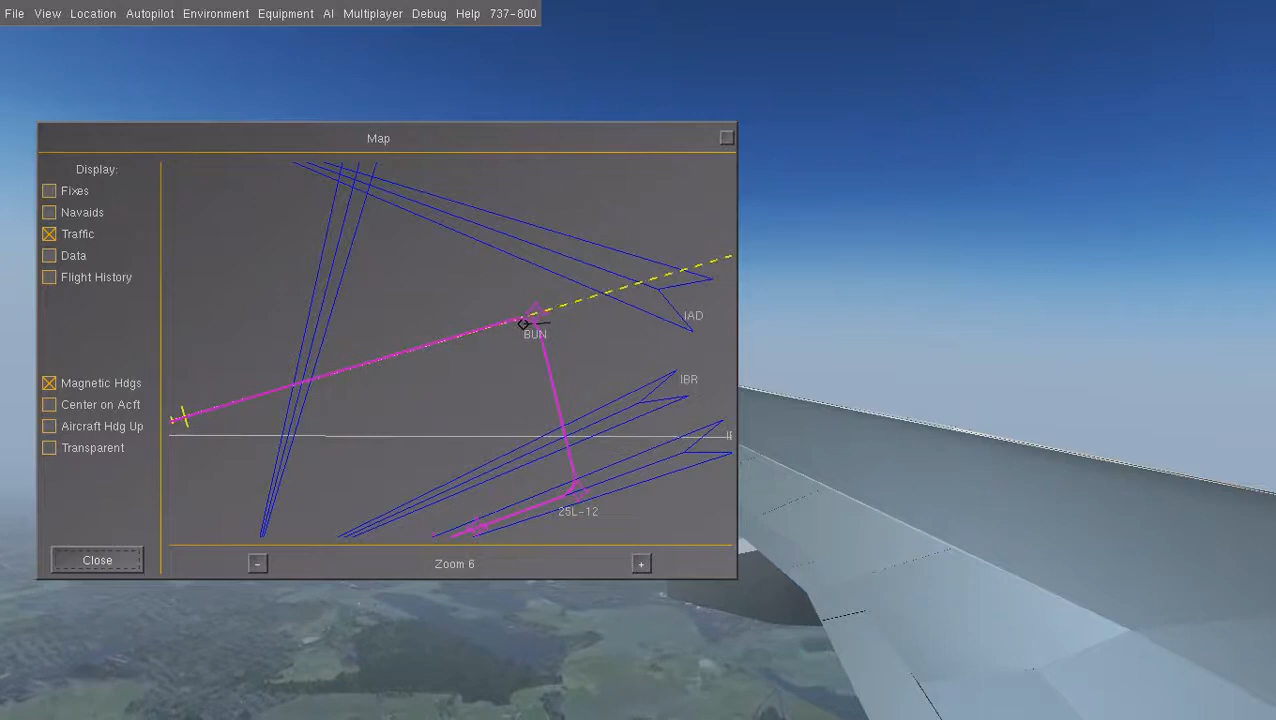 File View Location Autopilot Environment Equipment AI Multiplayer Debug Help 737-800
Map
Display:
Fixes
Navaids
Traffic
Data
Flight History
Magnetic Hdgs
Center on Acft
Aircraft Hdg Up
Transparent
Close
IAD
BUN
IBR
25L-12
- Zoom 6 +